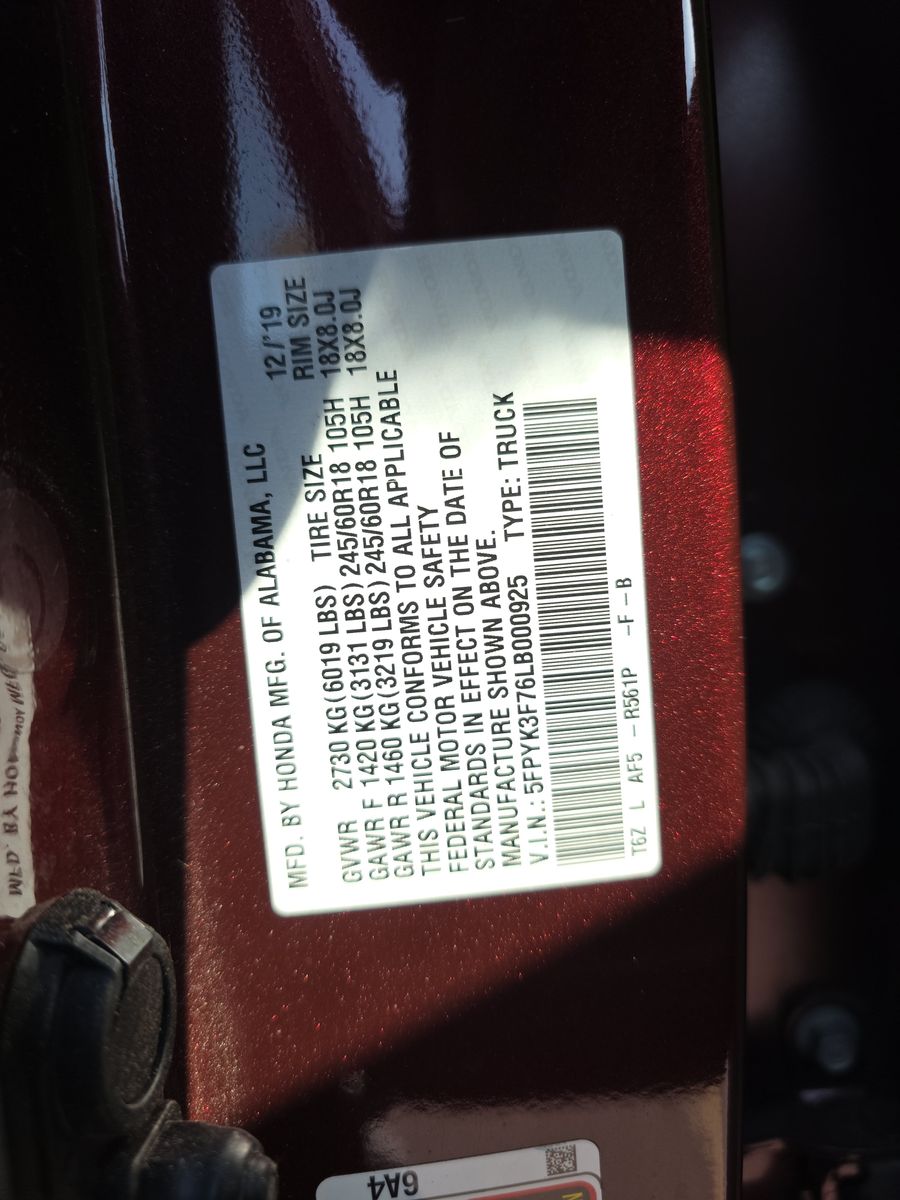 MFD. BY HONDA MFG. OF ALABAMA, LLC 12/'19
GVWR 2730 KG(6019 LBS) TIRE SIZE RIM SIZE
GAWR F 1420 KG(3131 LBS)245/60R18 105H 18X8.0J
GAWR R 1460 KG(3219 LBS)245/60R18 105H 18X8.0J
THIS VEHICLE CONFORMS TO ALL APPLICABLE
FEDERAL MOTOR VEHICLE SAFETY
STANDARDS IN EFFECT ON THE DATE OF
MANUFACTURE SHOWN ABOVE.
V.I.N.: 5FPYK3F76LB000925 TYPE: TRUCK
T6Z L AF5 -R561P -F-B
6A4